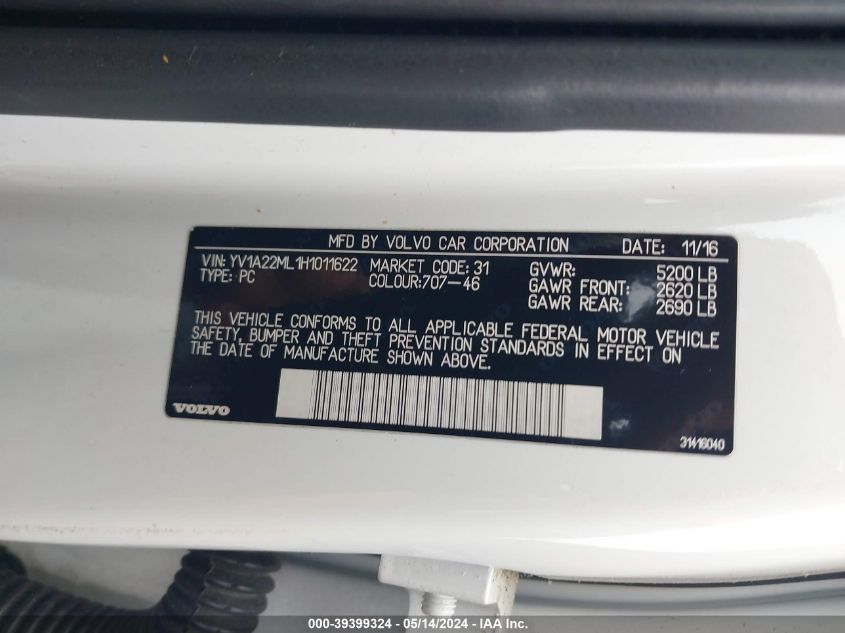 MFD BY VOLVO CAR CORPORATION DATE: 11/16
VIN: YV1A22ML1H1011622 MARKET CODE: 31 GVWR: 5200 LB
TYPE: PC COLOUR:707-46 GAWR FRONT: 2620 LB
GAWR REAR: 2690 LB
THIS VEHICLE CONFORMS TO ALL APPLICABLE FEDERAL MOTOR VEHICLE
SAFETY, BUMPER AND THEFT PREVENTION STANDARDS IN EFFECT ON
THE DATE OF MANUFACTURE SHOWN ABOVE.
VOLVO
31416040
000-39399324 - 05/14/2024 - IAA Inc.